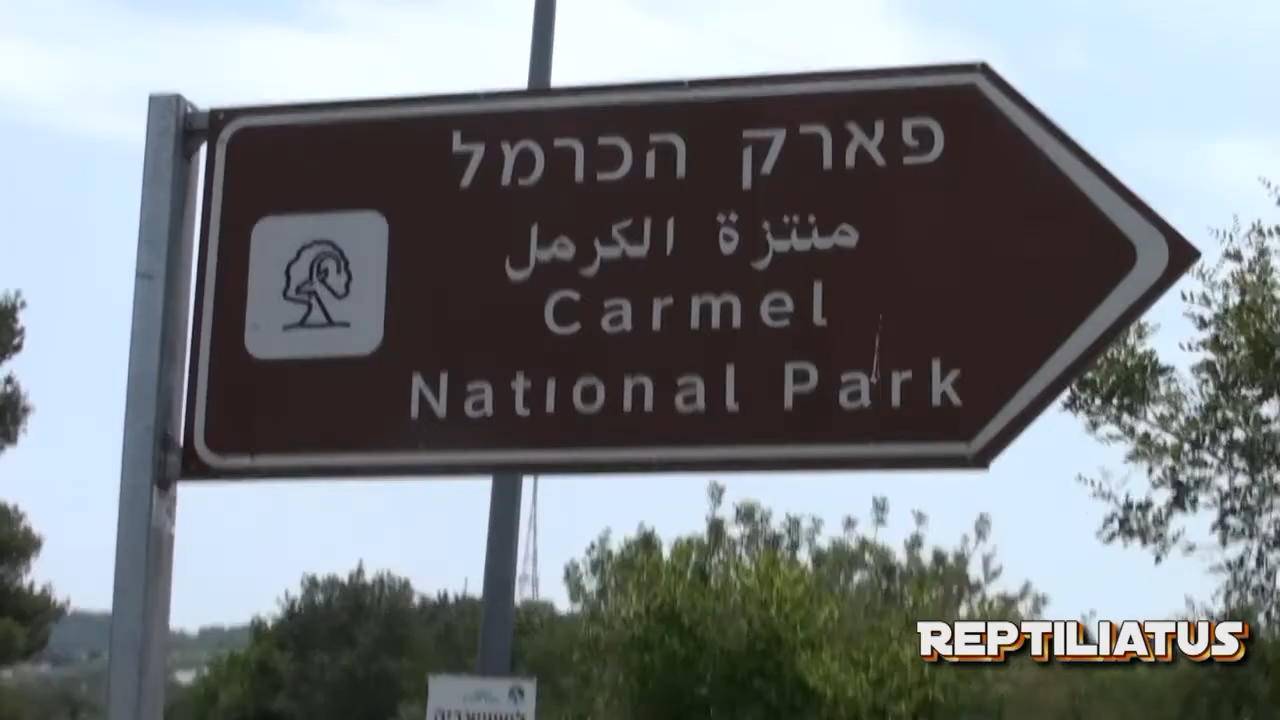 פארק הכרמל
منتزة الكرمل
Carmel
National Park
REPTILIATUS